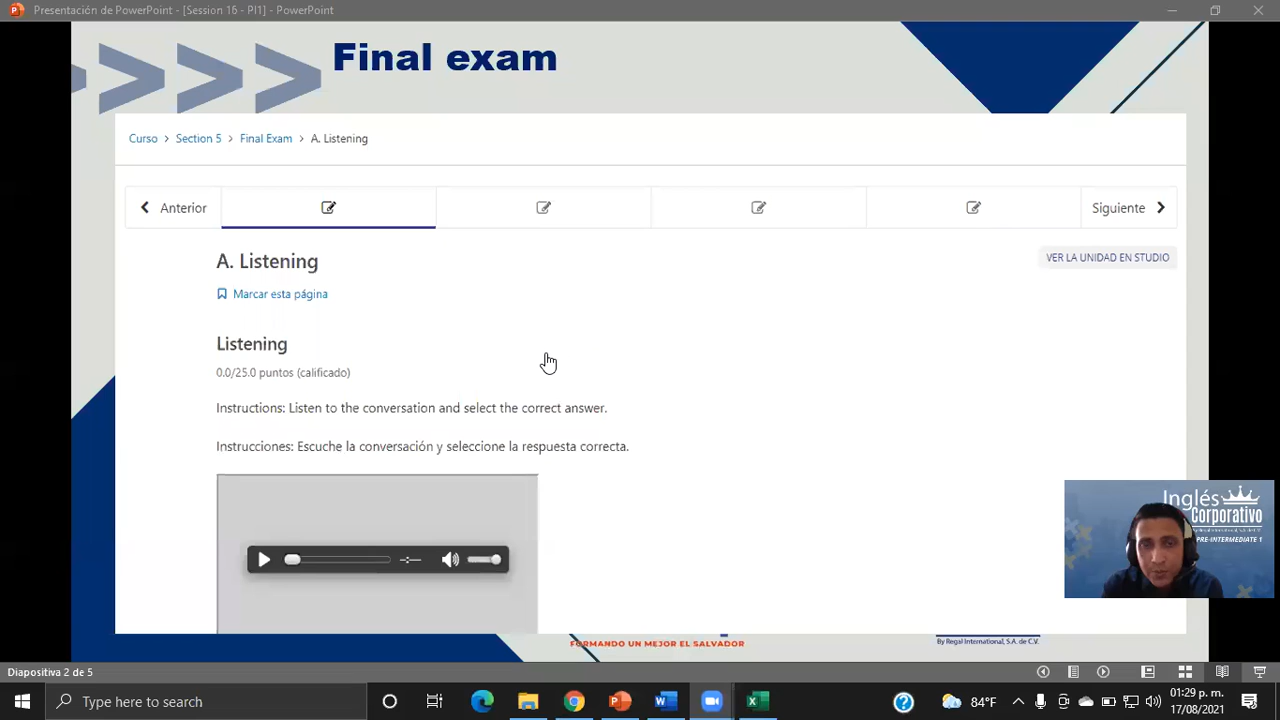 Presentación de PowerPoint - [Session 16 - PI1] - PowerPoint
Final exam
Curso > Section 5 > Final Exam > A. Listening
Anterior
Siguiente
A. Listening
VER LA UNIDAD EN STUDIO
Marcar esta página
Listening
0.0/25.0 puntos (calificado)
Instructions: Listen to the conversation and select the correct answer.
Instrucciones: Escuche la conversación y seleccione la respuesta correcta.
Inglés
Corporativo
By Regal International, S.A. de C.V.
PRE-INTERMEDIATE 1
FORMANDO UN MEJOR EL SALVADOR
By Regal International, S.A. de C.V.
Diapositiva 2 de 5
Type here to search
84°F
01:29 p. m.
17/08/2021